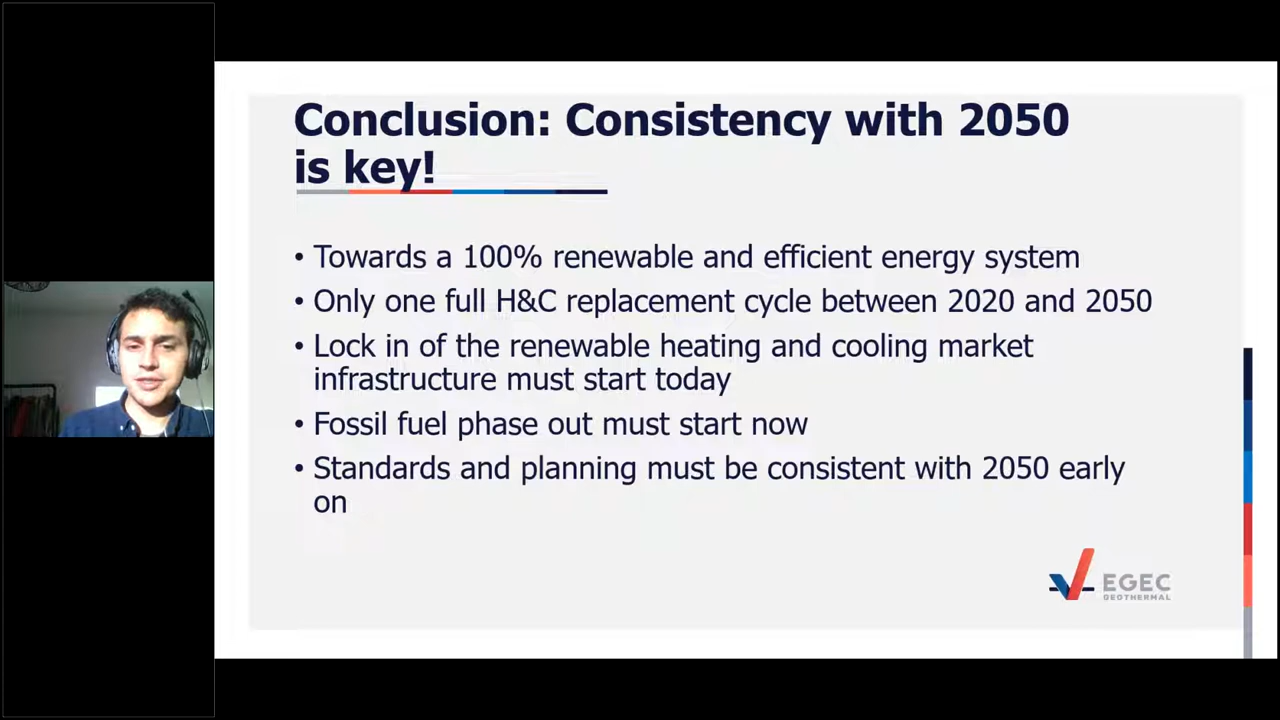 Conclusion: Consistency with 2050
is key!
• Towards a 100% renewable and efficient energy system
• Only one full H&C replacement cycle between 2020 and 2050
• Lock in of the renewable heating and cooling market
infrastructure must start today
• Fossil fuel phase out must start now
• Standards and planning must be consistent with 2050 early
on
EGEC
GEOTHERMAL